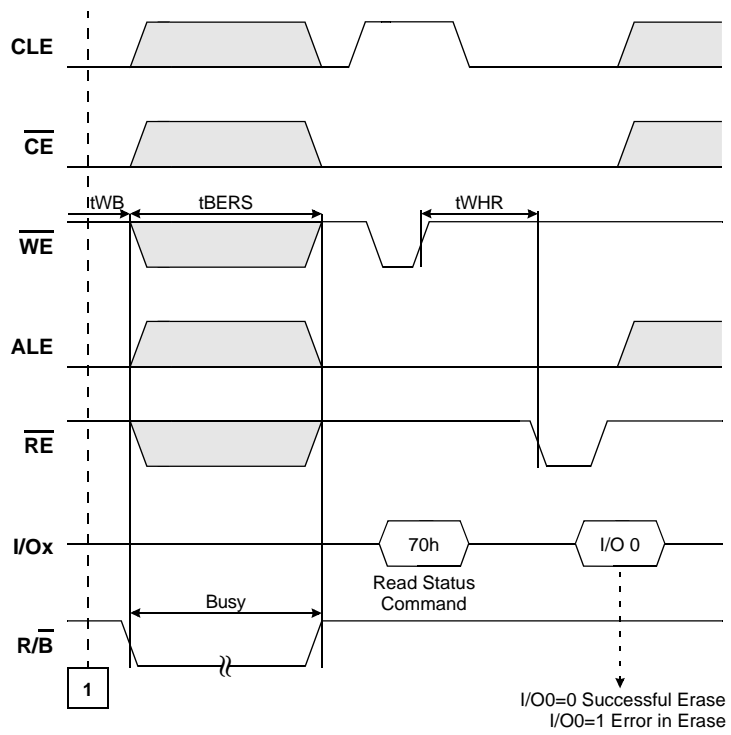 CLE
CE
tWB
tBERS
tWHR
WE
ALE
RE
I/Ox
70h
I/O 0
Read Status
Command
Busy
R/B
1
I/O0=0 Successful Erase
I/O0=1 Error in Erase